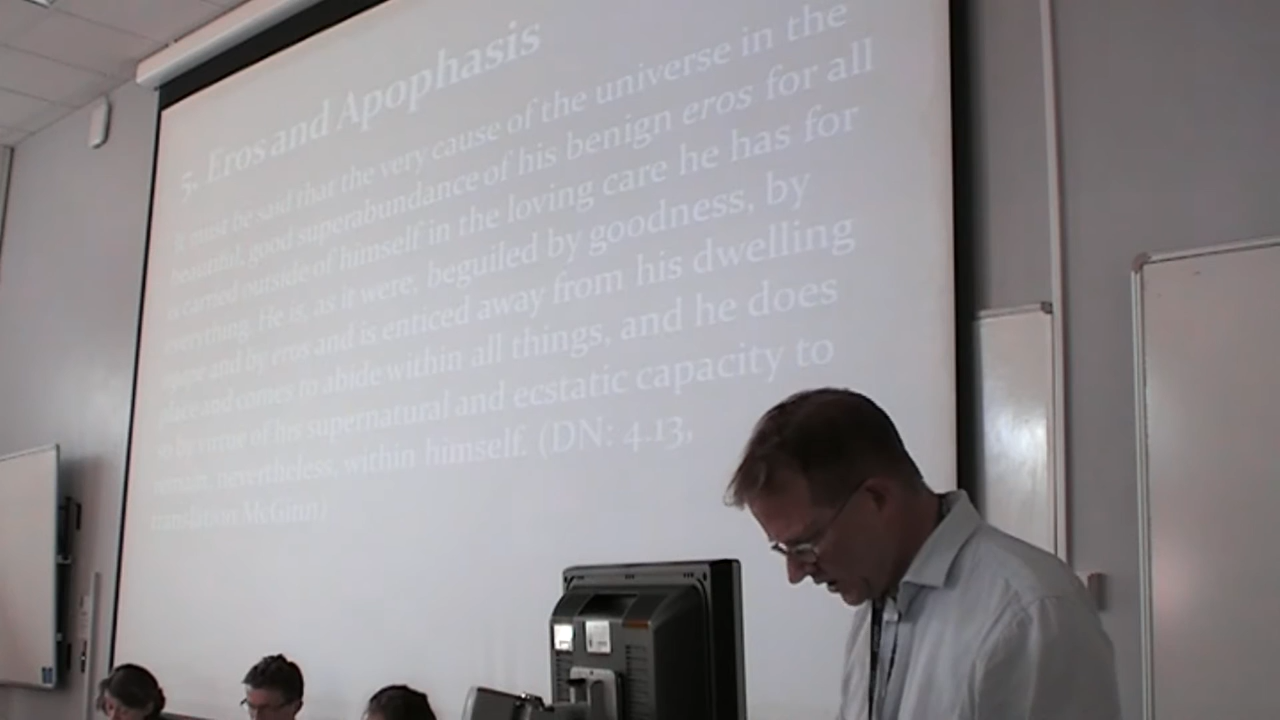 5. Eros and Apophasis
It must be said that the very cause of the universe in the
beautiful, good superabundance of his benign eros for all
is carried outside of himself in the loving care he has for
everything. He is, as it were, beguiled by goodness, by
agape and by eros and is enticed away from his dwelling
place and comes to abide within all things, and he does
so by virtue of his supernatural and ecstatic capacity to
remain, nevertheless, within himself. (DN: 4.13,
translation McGinn)